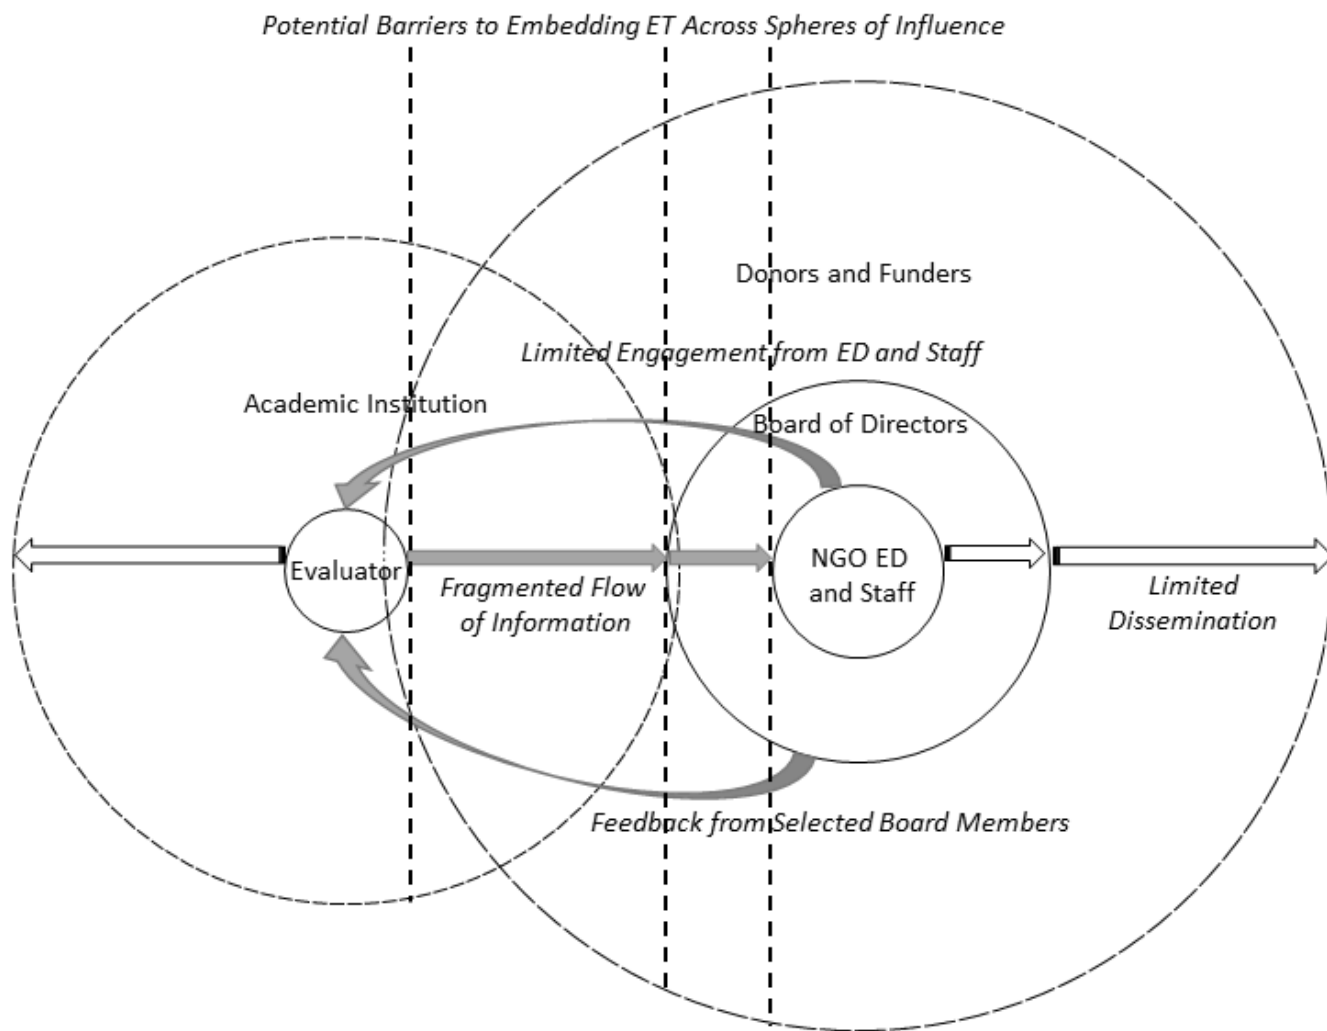 Potential Barriers to Embedding ET Across Spheres of Influence
Donors and Funders
Limited Engagement from ED and Staff
Academic Institution
Board of Directors
Evaluator
Fragmented Flow
of Information
NGO ED
and Staff
Limited
Dissemination
Feedback from Selected Board Members